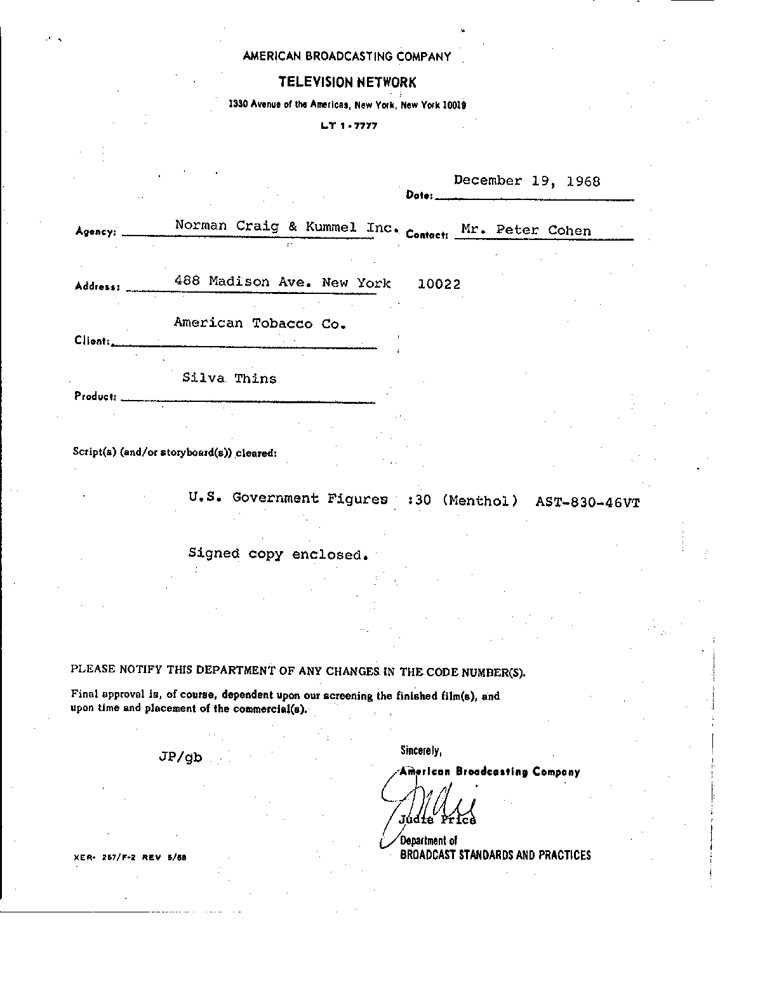 AMERICAN BROADCASTING COMPANY
TELEVISION NETWORK
1330 Avenue of the Americas, New York, New York 10019
LT 1-7777
Date: December 19, 1968
Agency: Norman Craig & Kummel Inc. Contact: Mr. Peter Cohen
Address: 488 Madison Ave. New York 10022
Client: American Tobacco Co.
Product: Silva Thins
Script(s) (and/or storyboard(s)) cleared:
U.S. Government Figures :30 (Menthol) AST-830-46VT
Signed copy enclosed.
PLEASE NOTIFY THIS DEPARTMENT OF ANY CHANGES IN THE CODE NUMBER(S).
Final approval is, of course, dependent upon our screening the finished film(s), and
upon time and placement of the commercial(s).
JP/gb
Sincerely,
American Broadcasting Company
Judie Price
Department of
BROADCAST STANDARDS AND PRACTICES
XER- 267/F-2 REV 5/68